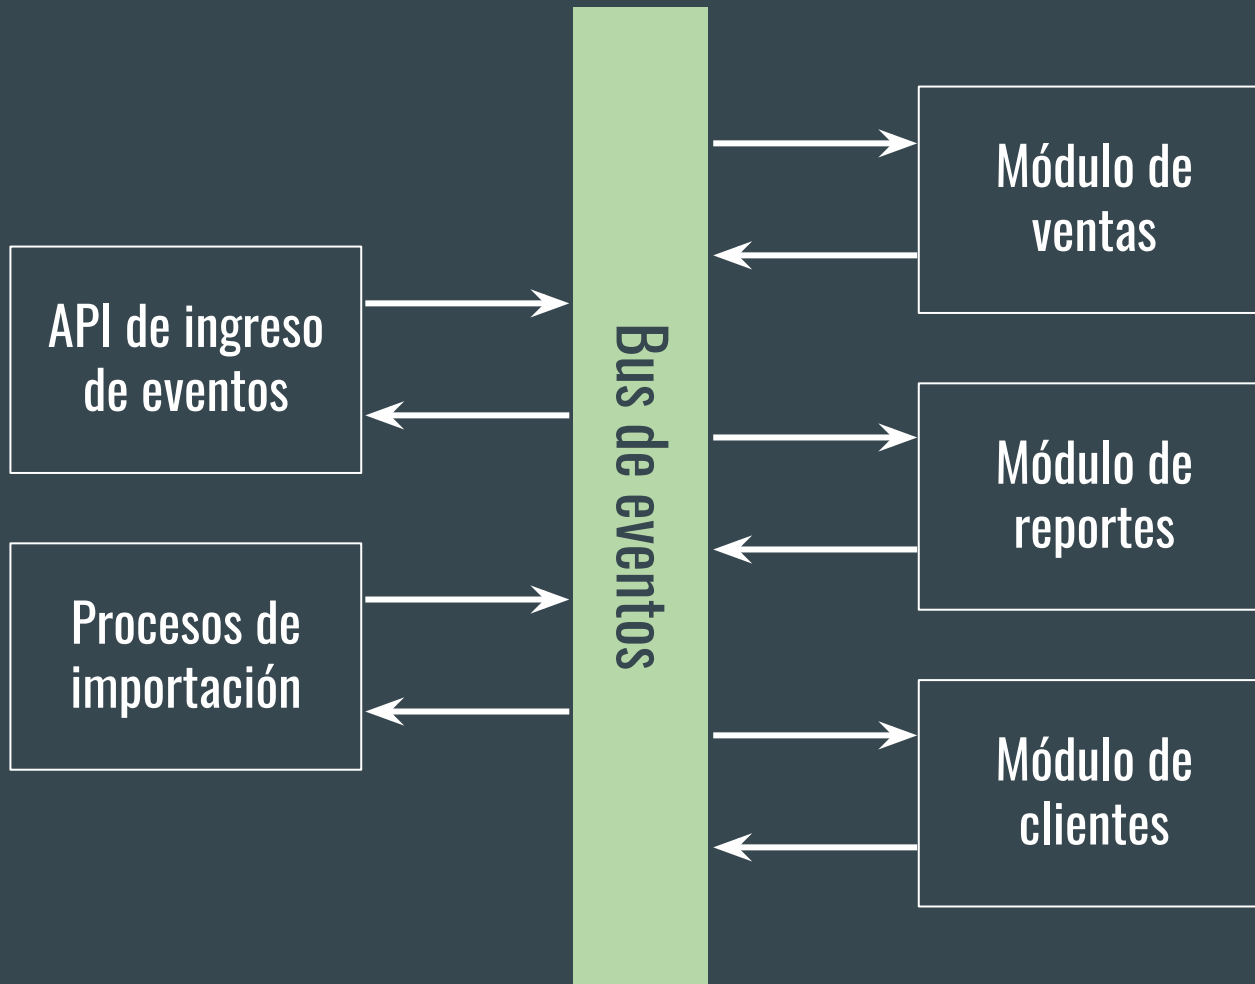 API de ingreso
de eventos
Procesos de
importación
Bus de eventos
Módulo de
ventas
Módulo de
reportes
Módulo de
clientes